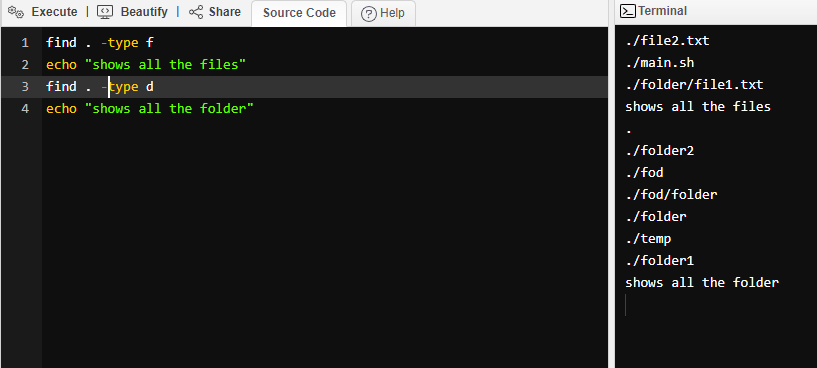 Execute | Beautify | Share Source Code Help
1 find . -type f
2 echo "shows all the files"
3 find . -type d
4 echo "shows all the folder"
Terminal
./file2.txt
./main.sh
./folder/file1.txt
shows all the files
.
./folder2
./fod
./fod/folder
./folder
./temp
./folder1
shows all the folder